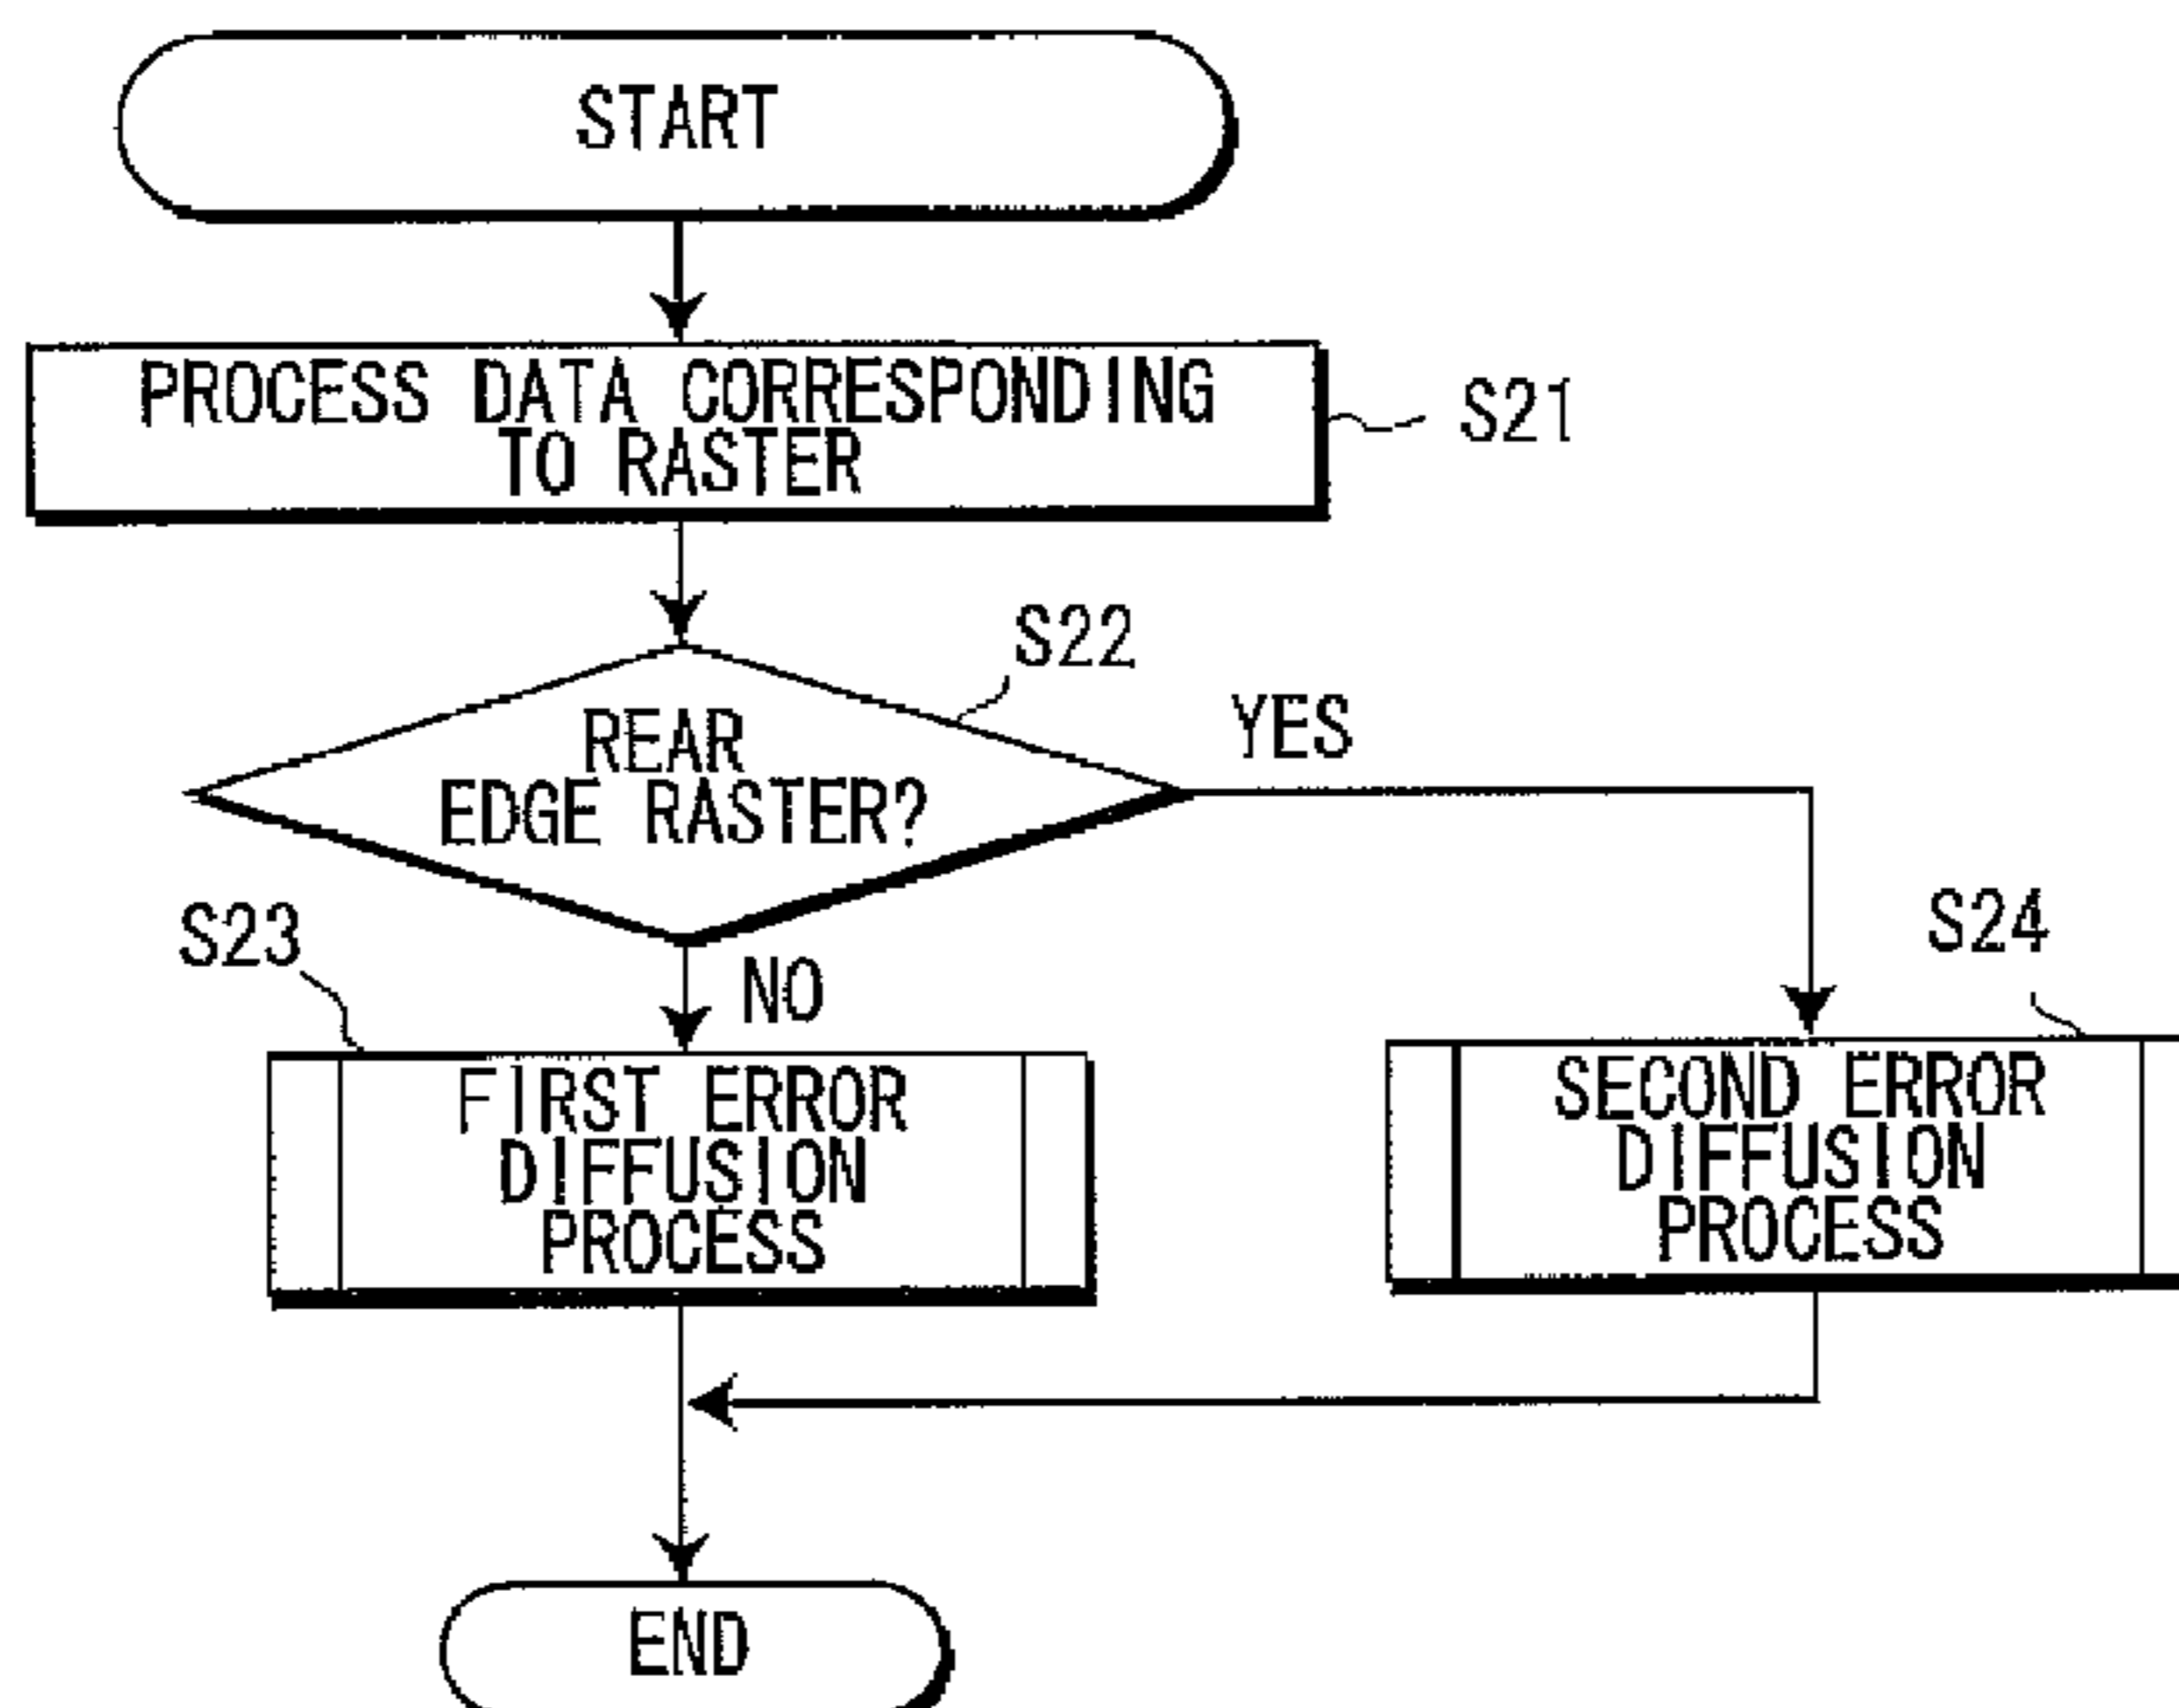 START
PROCESS DATA CORRESPONDING
TO RASTER
S21
S22
REAR
EDGE RASTER?
YES
S23
NO
S24
FIRST ERROR
DIFFUSION
PROCESS
SECOND ERROR
DIFFUSION
PROCESS
END